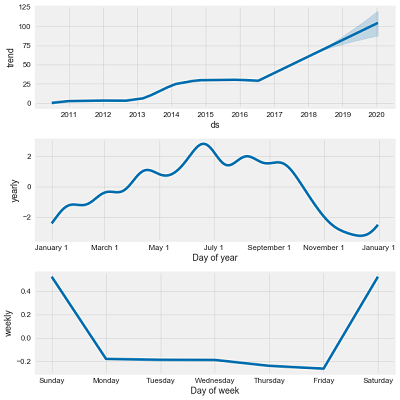 125
100
75
50
25
0
trend
2011 2012 2013 2014 2015 2016 2017 2018 2019 2020
ds
2
0
−2
yearly
January 1 March 1 May 1 July 1 September 1 November 1 January 1
Day of year
0.4
0.2
0.0
−0.2
weekly
Sunday Monday Tuesday Wednesday Thursday Friday Saturday
Day of week